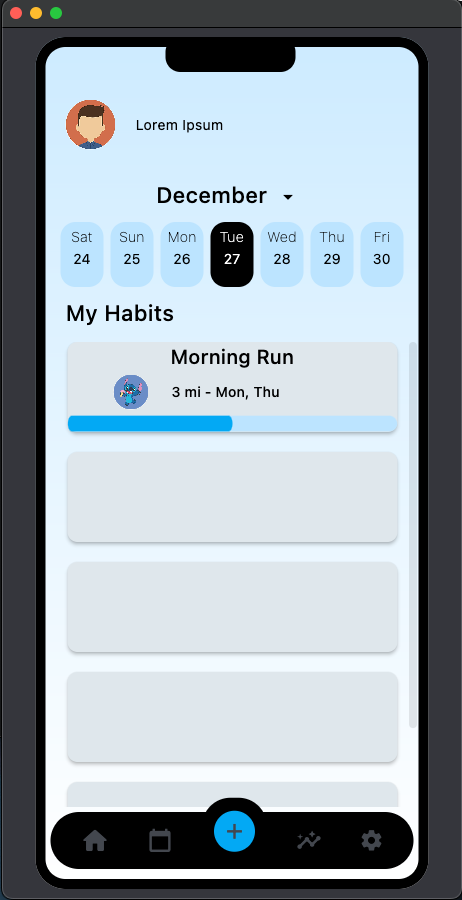 Lorem Ipsum
December
Sat Sun Mon Tue Wed Thu Fri
24 25 26 27 28 29 30
My Habits
Morning Run
3 mi - Mon, Thu